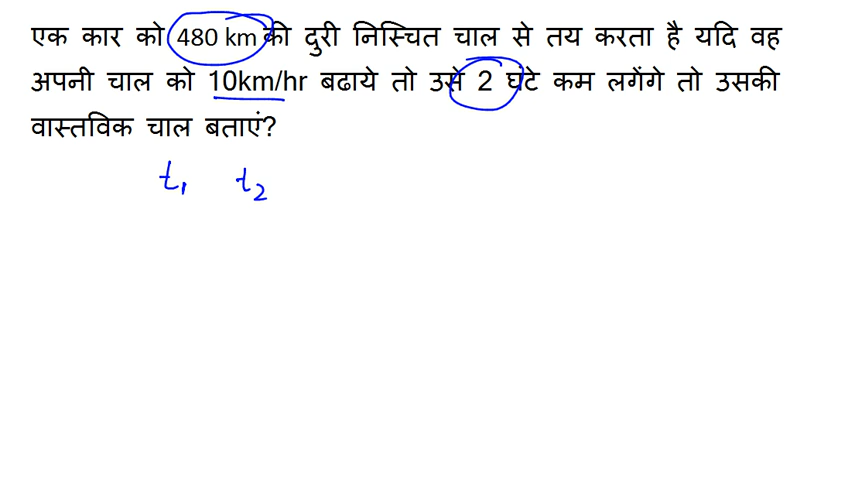 एक कार को 480 km की दुरी निस्चित चाल से तय करता है यदि वह
अपनी चाल को 10km/hr बढाये तो उसे 2 घंटे कम लगेंगे तो उसकी
वास्तविक चाल बताएं?
t₁ t₂